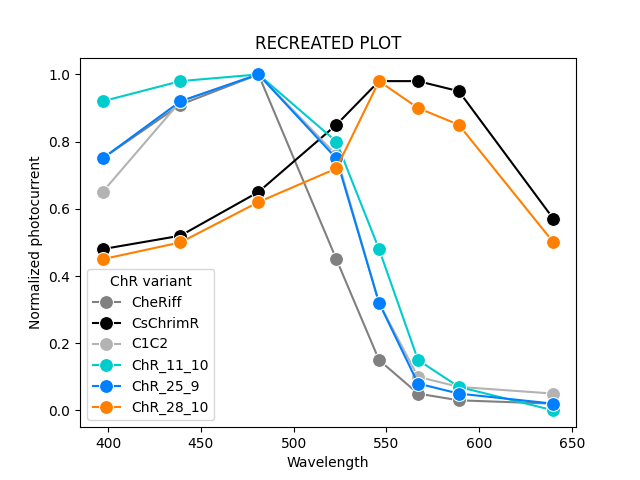 RECREATED PLOT
Normalized photocurrent
1.0
0.8
0.6
0.4
0.2
0.0
ChR variant
CheRiff
CsChrimR
C1C2
ChR_11_10
ChR_25_9
ChR_28_10
400
450
500
550
600
650
Wavelength